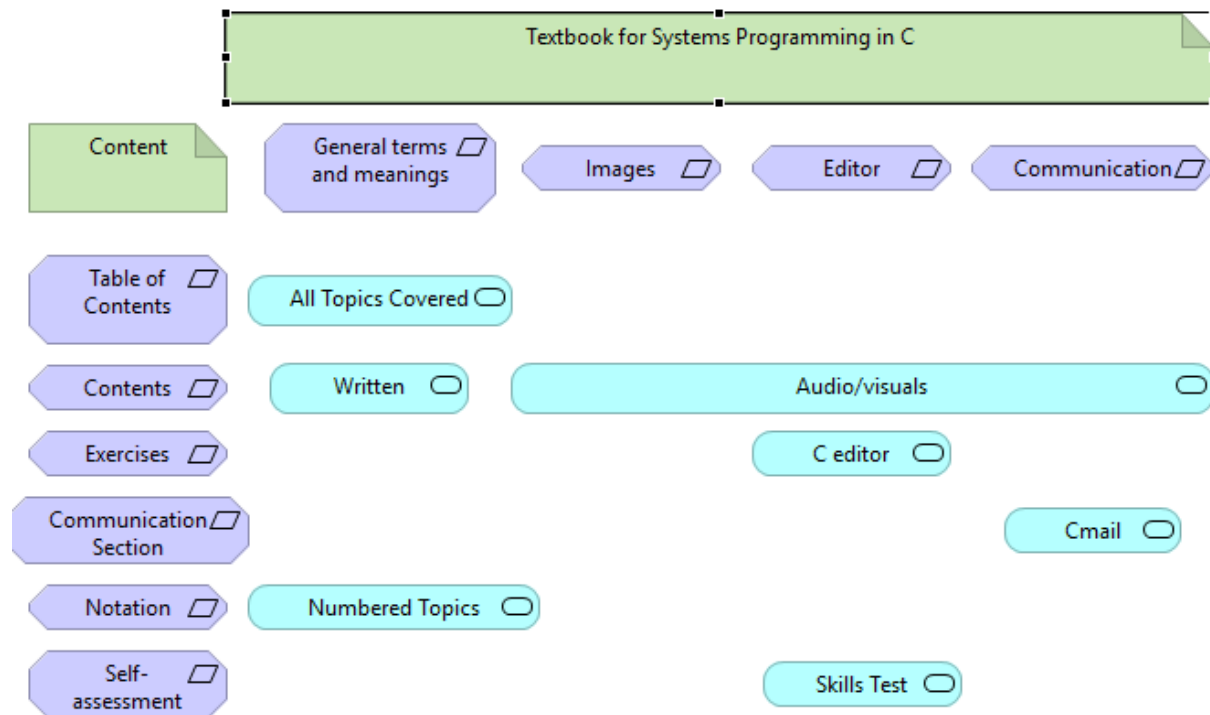 Textbook for Systems Programming in C
Content
General terms
and meanings
Images
Editor
Communication
Table of
Contents
All Topics Covered
Contents
Written
Audio/visuals
Exercises
C editor
Communication
Section
Cmail
Notation
Numbered Topics
Self-
assessment
Skills Test